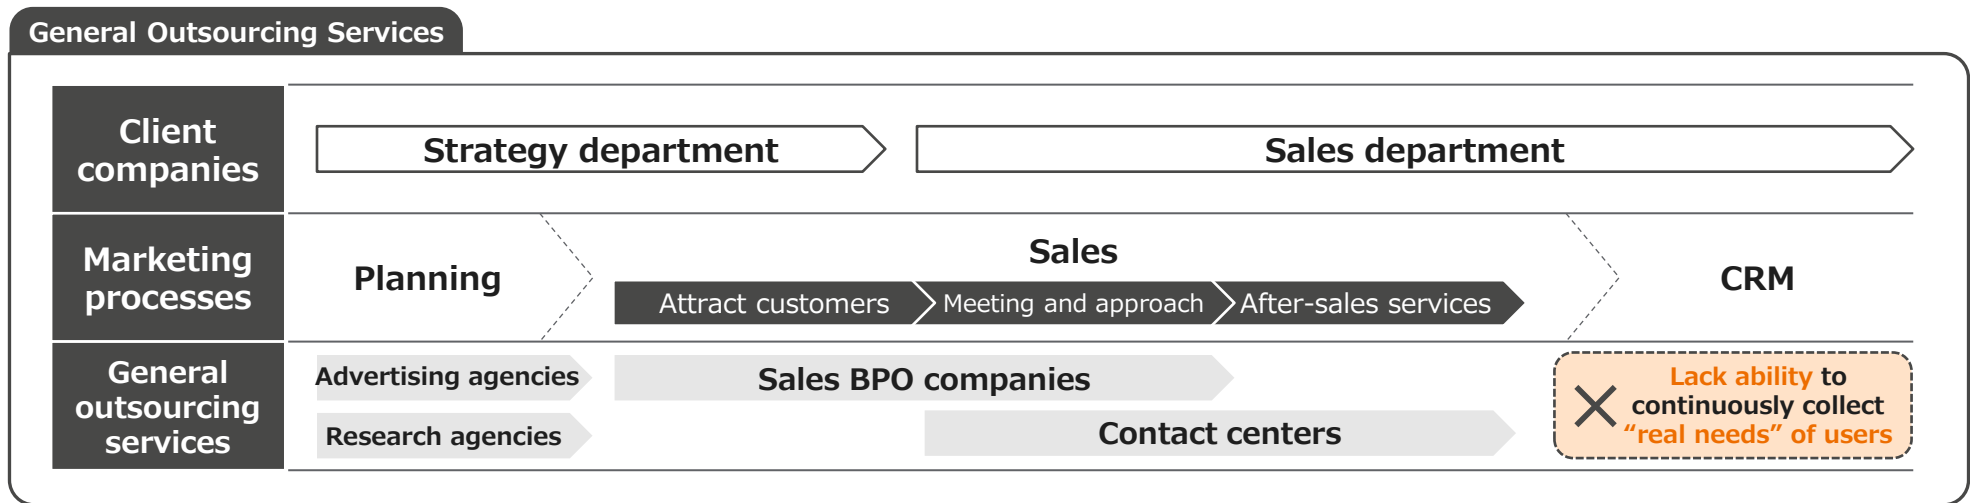 General Outsourcing Services
Client
companies
Strategy department
Sales department
Marketing
processes
Planning
Sales
Attract customers
Meeting and approach
After-sales services
CRM
General
outsourcing
services
Advertising agencies
Research agencies
Sales BPO companies
Contact centers
Lack ability to
continuously collect
“real needs” of users